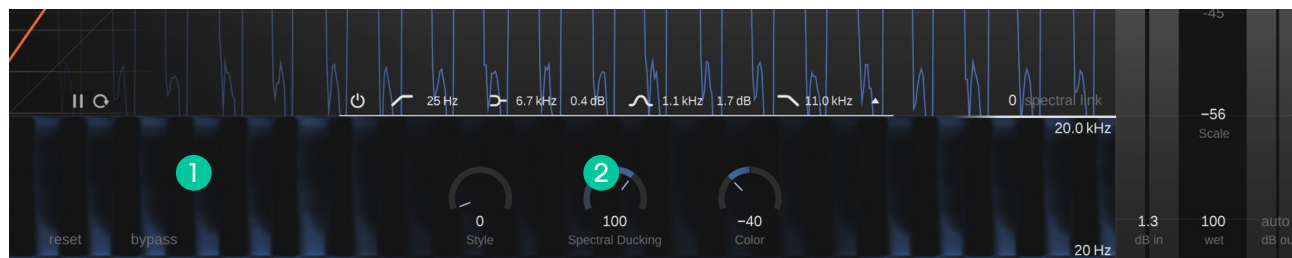 -45
25 Hz 6.7 kHz 0.4 dB 1.1 kHz 1.7 dB 11.0 kHz 0 spectral link
−56
Scale
20.0 kHz
1 2
0 100 −40
Style Spectral Ducking Color
reset bypass
20 Hz
1.3 100 auto
dB in wet dB ou